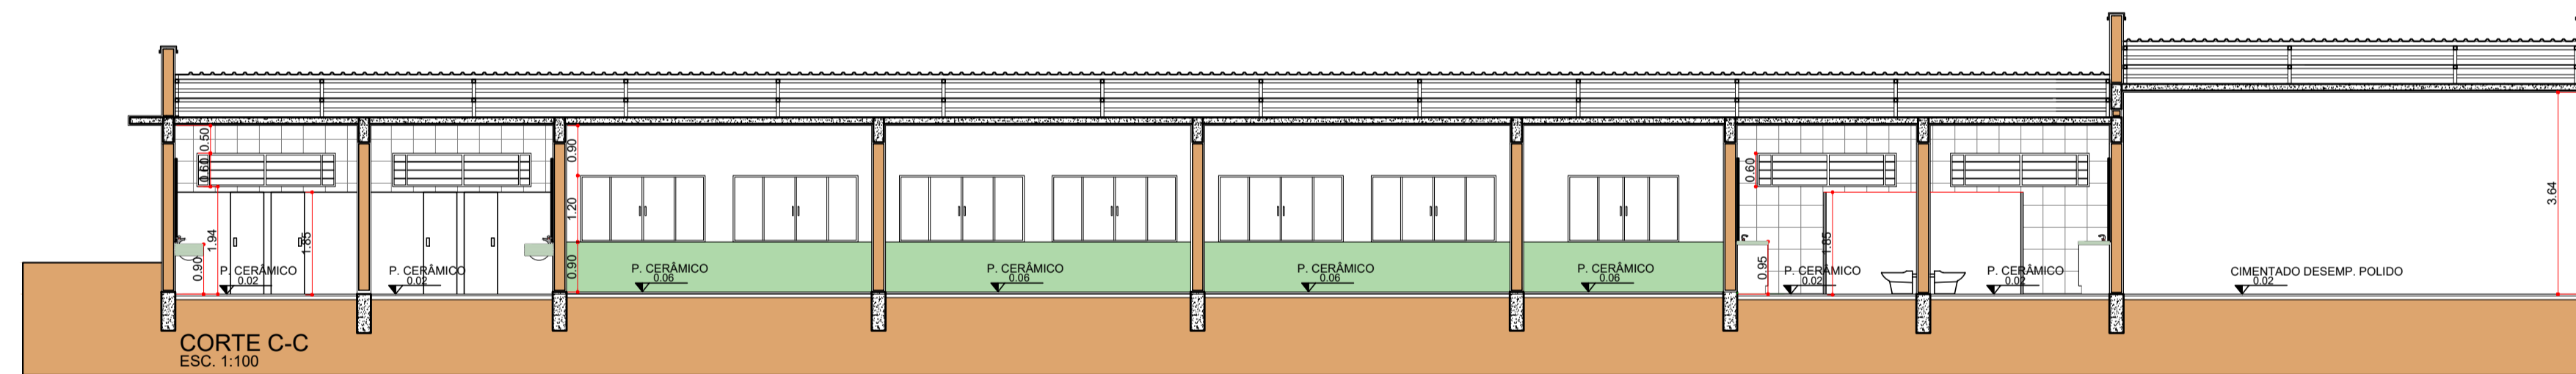 0.50
0.60
1.94
0.90
1.85
P. CERÂMICO
0.02
P. CERÂMICO
0.02
0.90
1.20
0.90
P. CERÂMICO
0.06
P. CERÂMICO
0.06
P. CERÂMICO
0.06
P. CERÂMICO
0.06
0.60
0.95
1.85
P. CERÂMICO
0.02
P. CERÂMICO
0.02
CIMENTADO DESEMP. POLIDO
0.02
3.64
CORTE C-C
ESC. 1:100